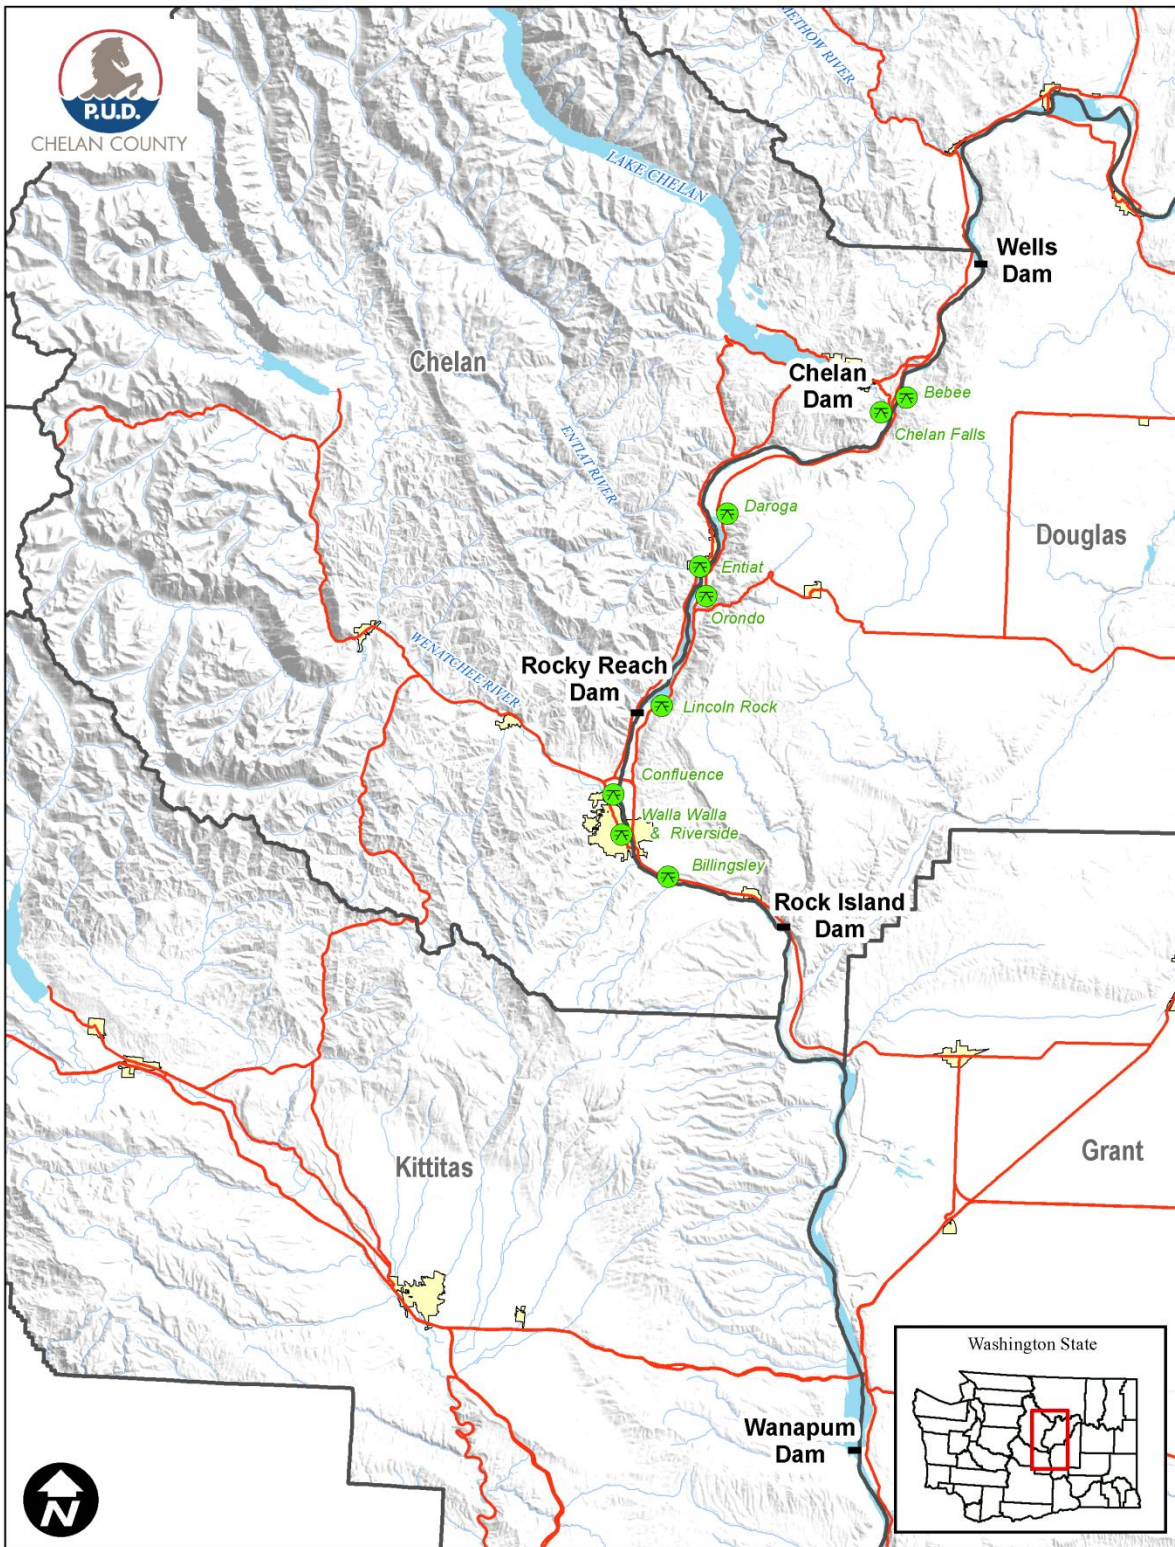 METHOW RIVER
P.U.D.
CHELAN COUNTY
LAKE CHELAN
Wells
Dam
Chelan
Chelan
Dam
Bebee
Chelan Falls
ENTIAT RIVER
Daroga
Douglas
Entiat
Orondo
WENATCHEE RIVER
Rocky Reach
Dam
Lincoln Rock
Confluence
Walla Walla
& Riverside
Billingsley
Rock Island
Dam
Kittitas
Grant
Washington State
Wanapum
Dam
N